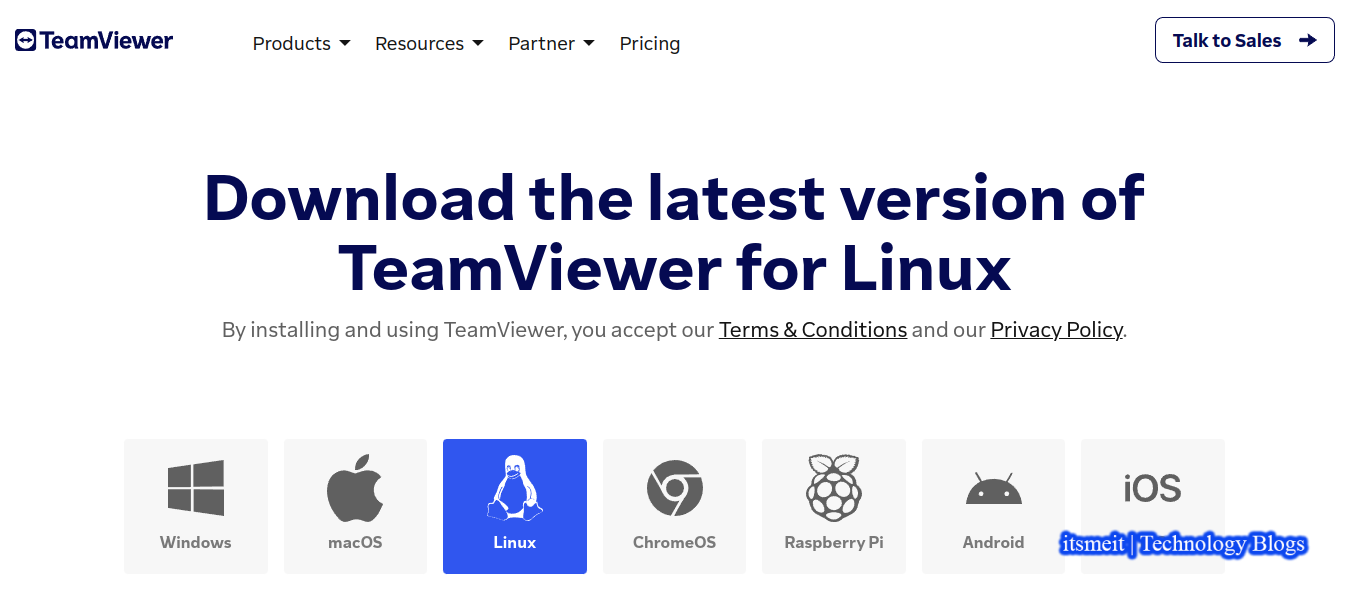 TeamViewer
Products Resources Partner Pricing
Talk to Sales
Download the latest version of
TeamViewer for Linux
By installing and using TeamViewer, you accept our Terms & Conditions and our Privacy Policy.
iOS
Windows macOS Linux ChromeOS Raspberry Pi Android
itsmeit | Technology Blogs